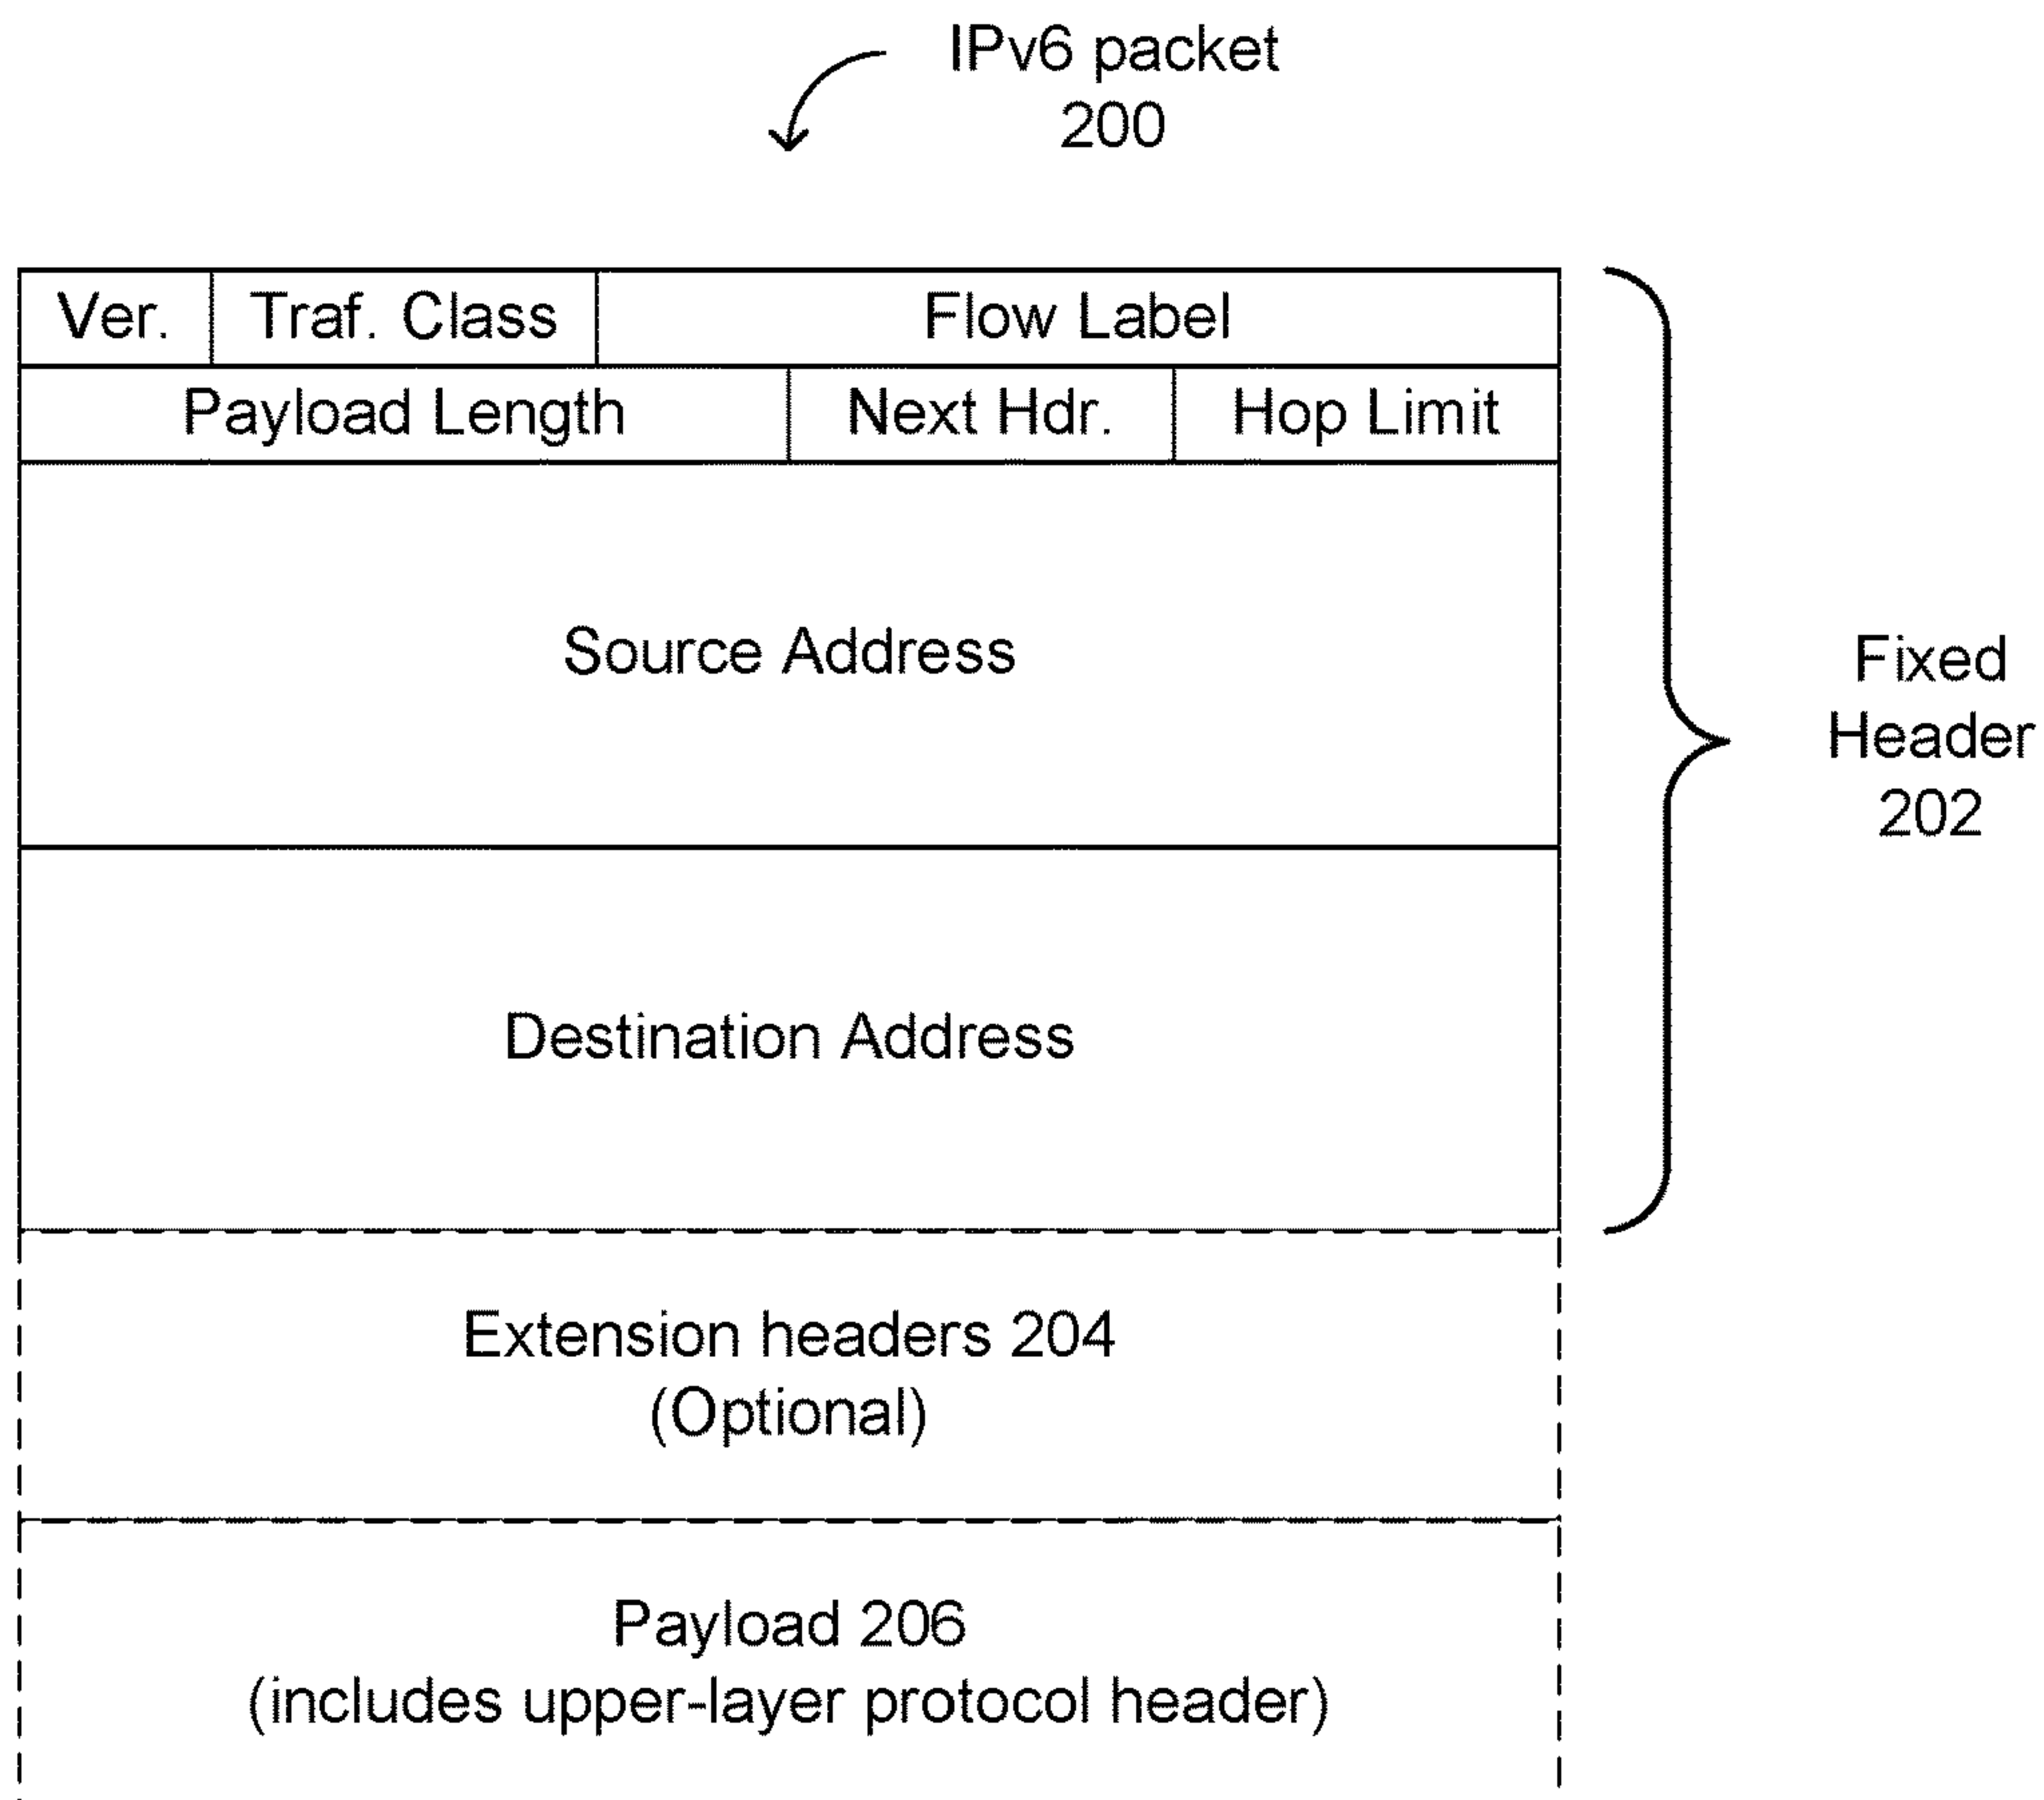 IPv6 packet
200
Ver. Traf. Class Flow Label
Payload Length Next Hdr. Hop Limit
Source Address
Fixed
Header
202
Destination Address
Extension headers 204
(Optional)
Payload 206
(includes upper-layer protocol header)